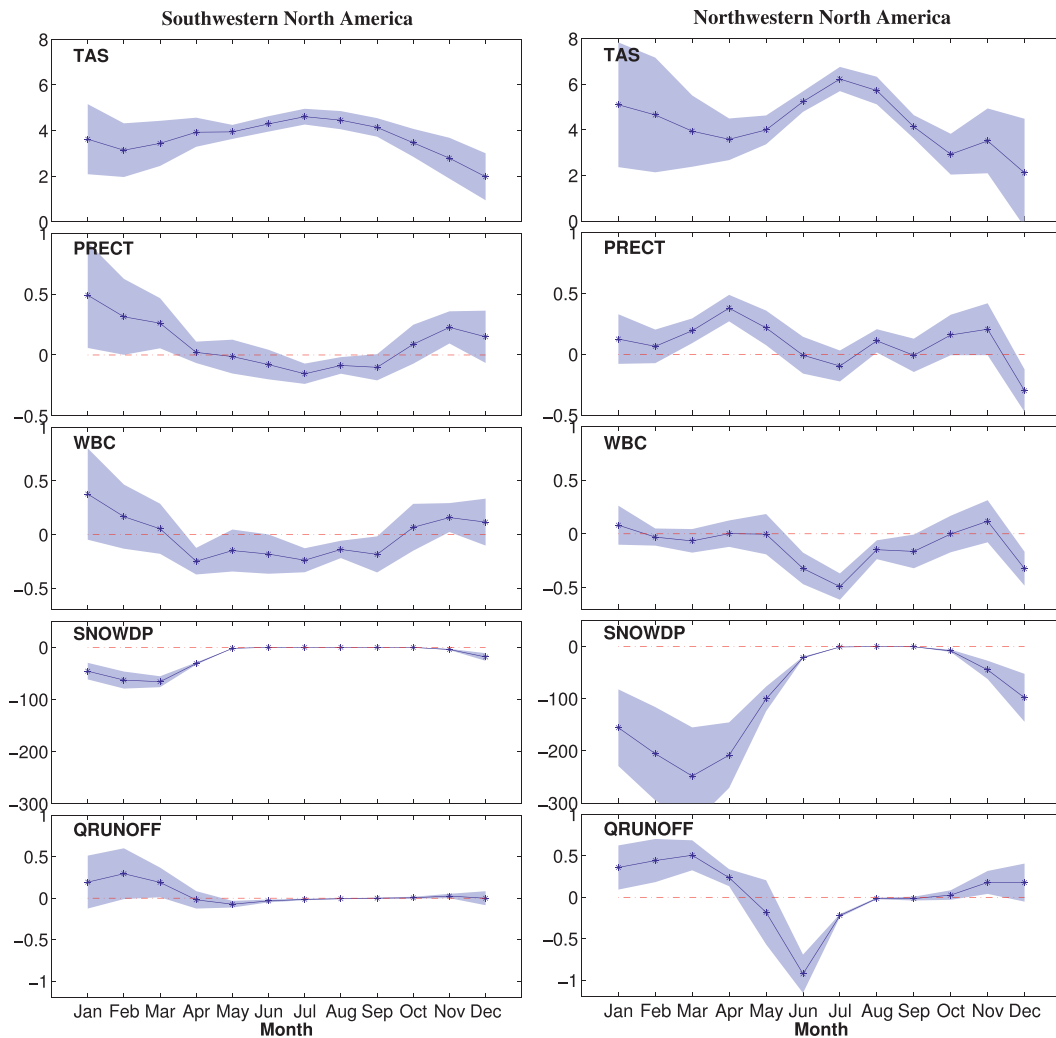 Southwestern North America
TAS
8
6
4
2
0
PRECT
1
0.5
0
−0.5
WBC
1
0.5
0
−0.5
SNOWDP
0
−100
−200
−300
QRUNOFF
1
0.5
0
−0.5
−1
Jan Feb Mar Apr May Jun Jul Aug Sep Oct Nov Dec
Month
Northwestern North America
TAS
8
6
4
2
0
PRECT
1
0.5
0
−0.5
WBC
1
0.5
0
−0.5
SNOWDP
0
−100
−200
−300
QRUNOFF
1
0.5
0
−0.5
−1
Jan Feb Mar Apr May Jun Jul Aug Sep Oct Nov Dec
Month